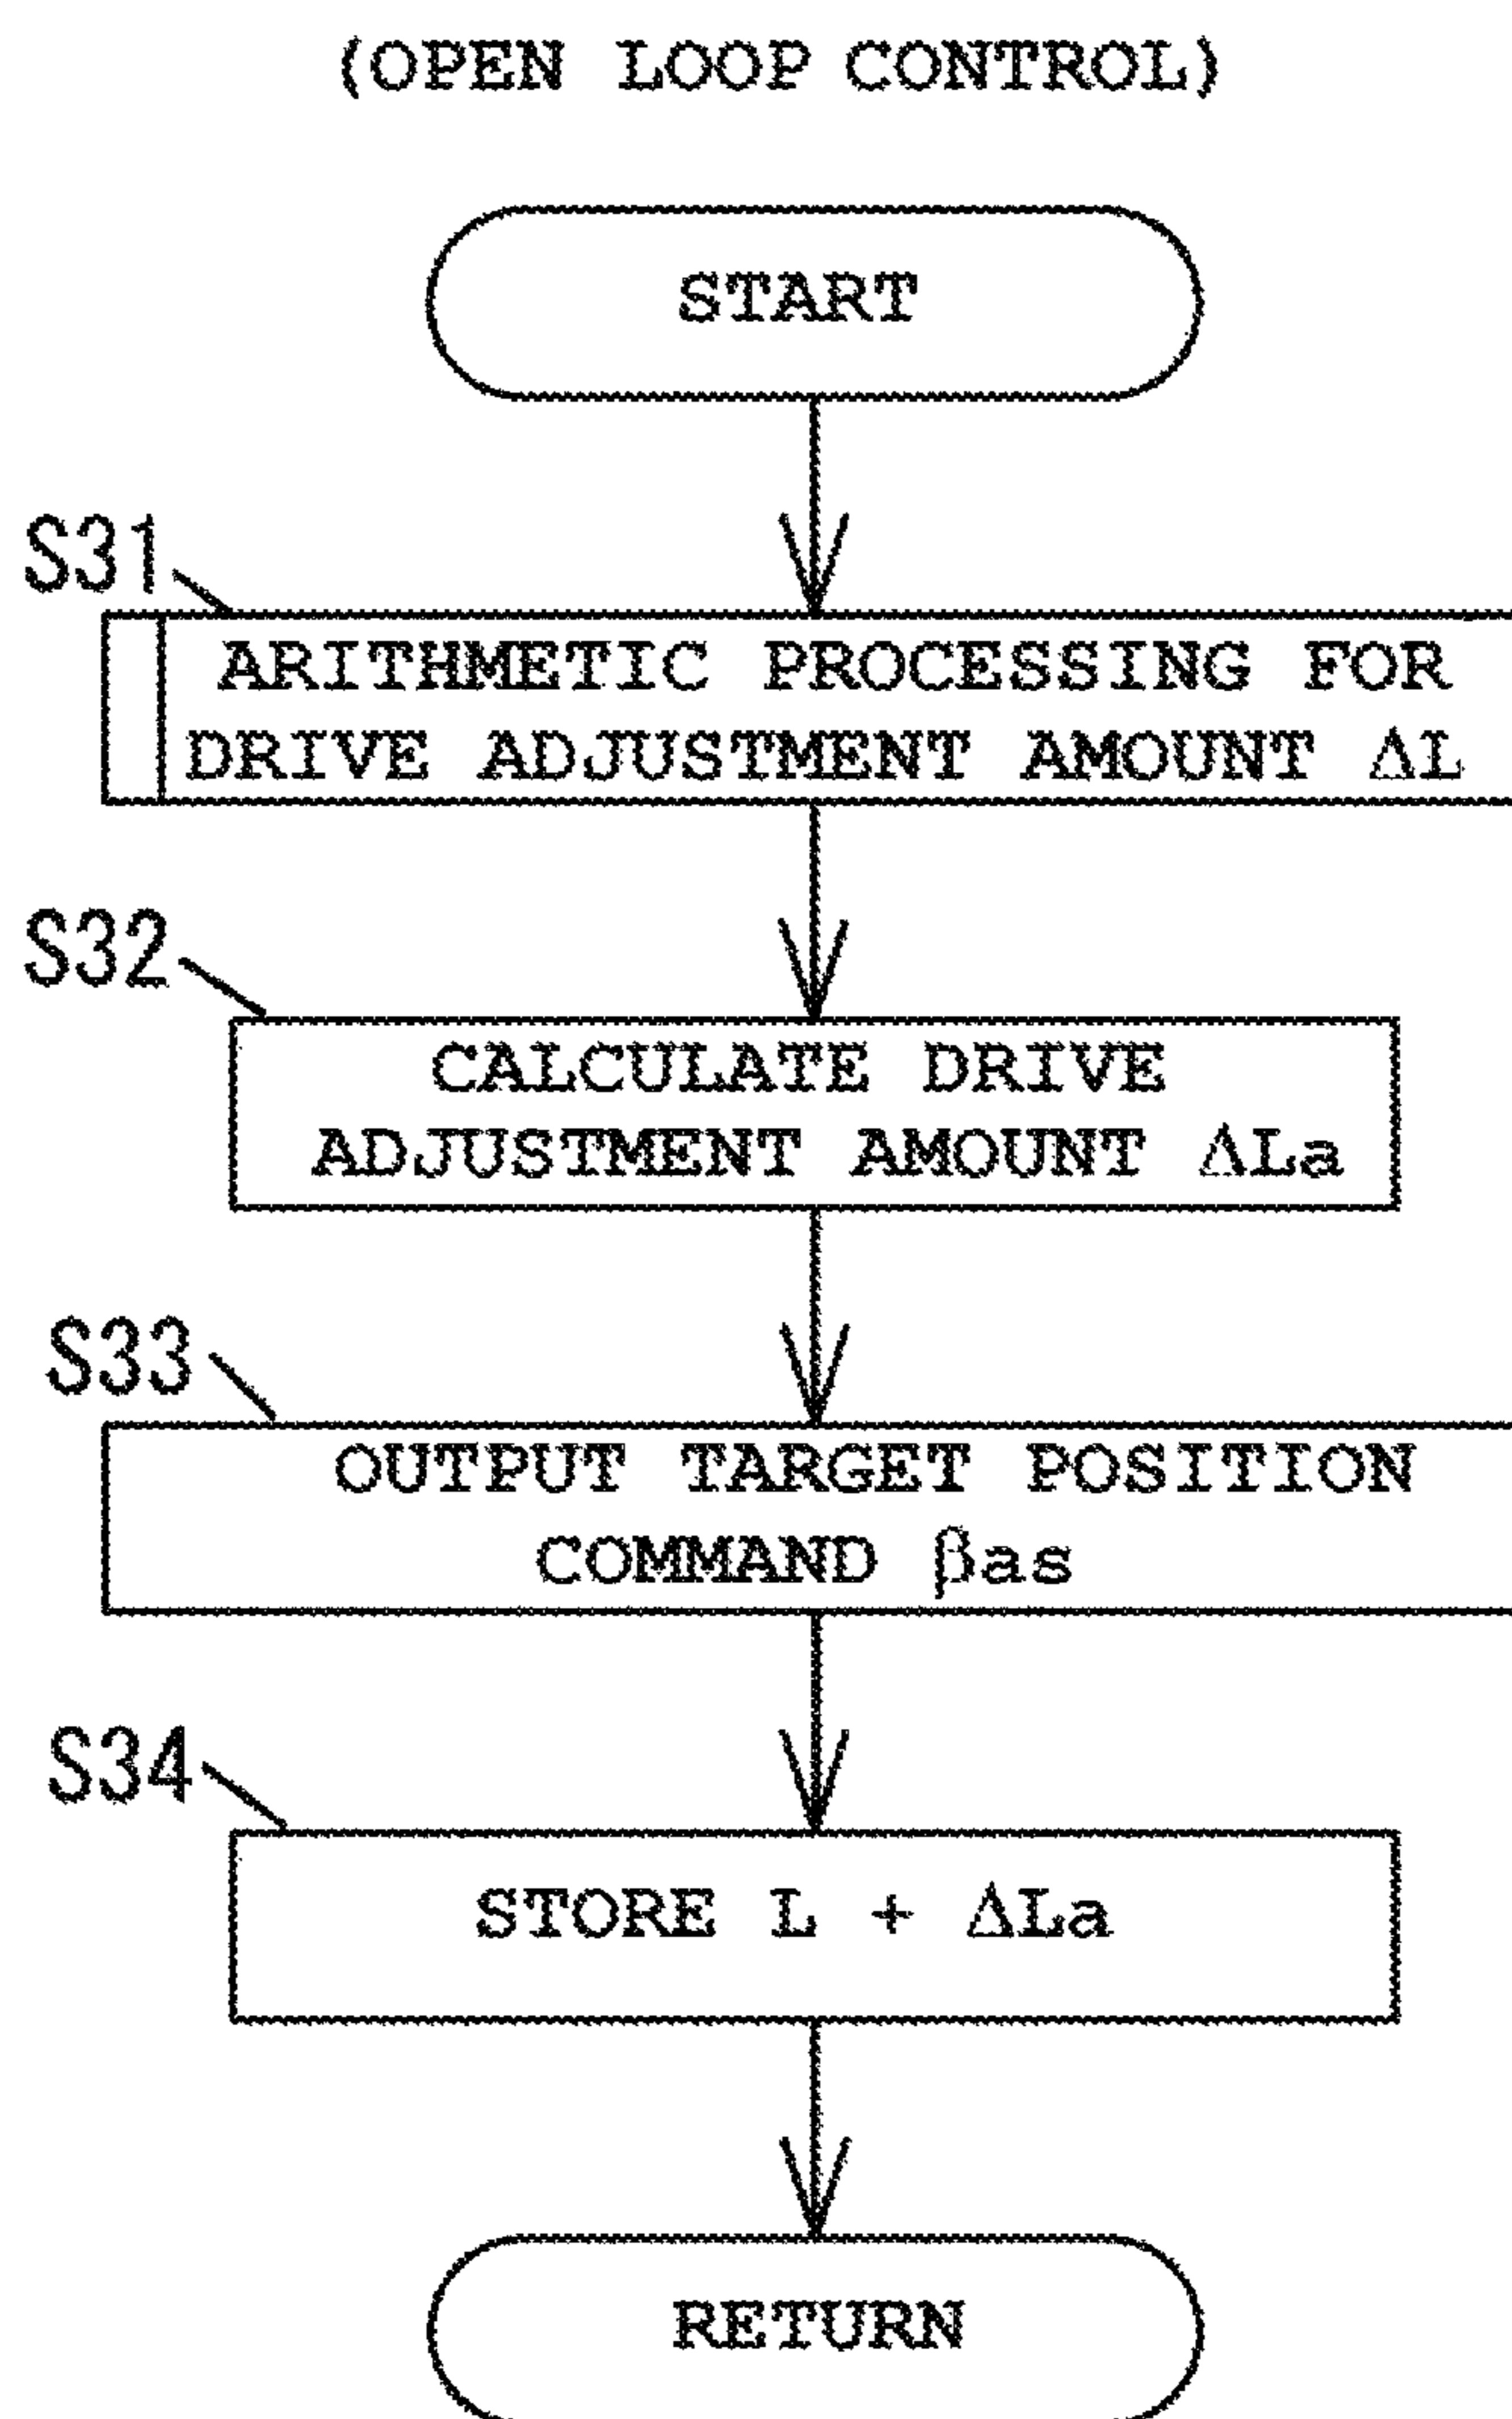 (OPEN LOOP CONTROL)
START
S31
ARITHMETIC PROCESSING FOR
DRIVE ADJUSTMENT AMOUNT ΔL
S32
CALCULATE DRIVE
ADJUSTMENT AMOUNT ΔLa
S33
OUTPUT TARGET POSITION
COMMAND βas
S34
STORE L + ΔLa
RETURN